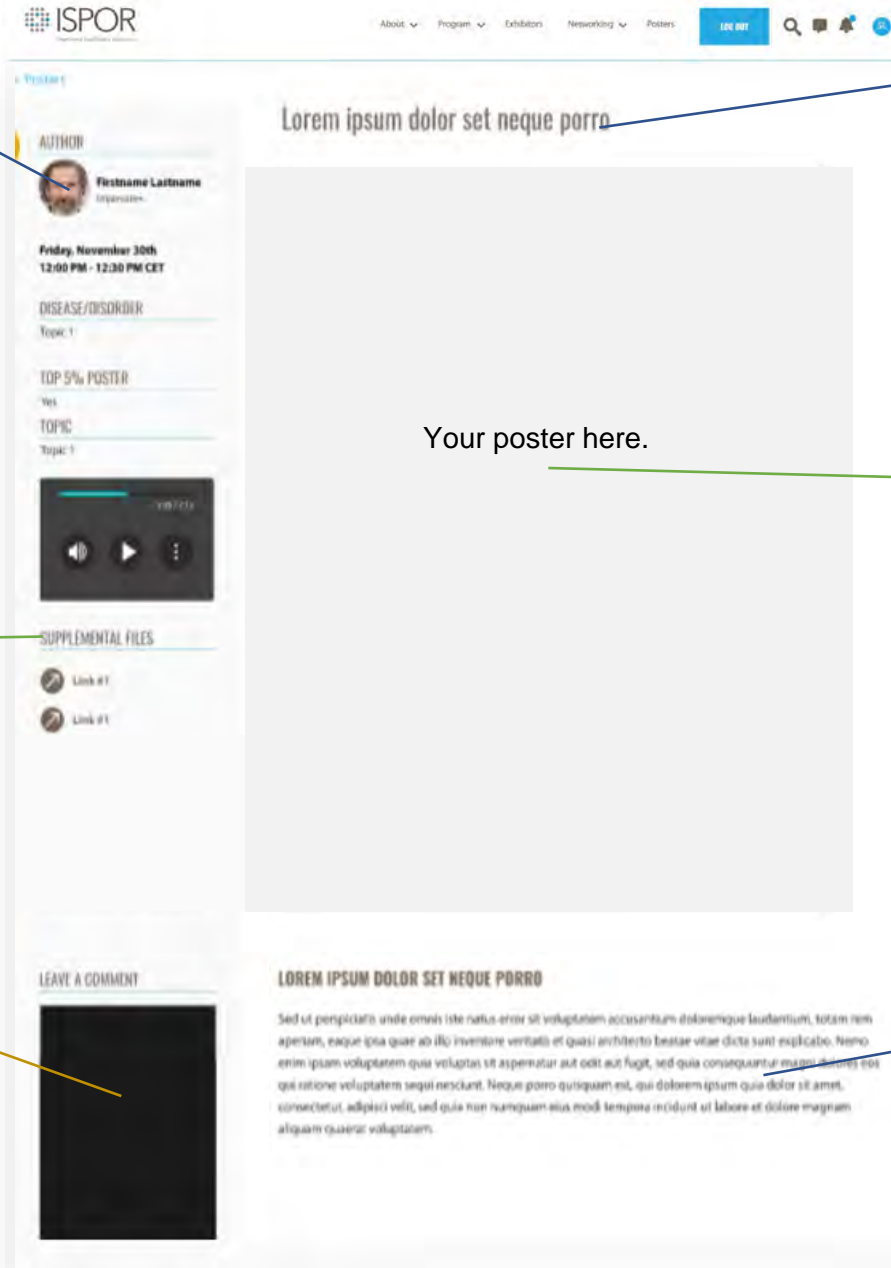 ISPOR
About
Program
Exhibitors
Networking
Posters
LOG OUT
Lorem ipsum dolor set neque porro
AUTHOR
Firstname Lastname
Friday, November 30th
12:00 PM - 12:30 PM CET
DISEASE/DISORDER
Topic 1
TOP 5% POSTER
Yes
TOPIC
Topic 1
Your poster here.
SUPPLEMENTAL FILES
Link #1
Link #1
LEAVE A COMMENT
LOREM IPSUM DOLOR SET NEQUE PORRO
Sed ut perspiciatis unde omnis iste natus error sit voluptatem accusantium doloremque laudantium, totam rem
aperiam, eaque ipsa quae ab illo inventore veritatis et quasi architecto beatae vitae dicta sunt explicabo. Nemo
enim ipsam voluptatem quia voluptas sit aspernatur aut odit aut fugit, sed quia consequuntur magni dolores eos
qui ratione voluptatem sequi nesciunt. Neque porro quisquam est, qui dolorem ipsum quia dolor sit amet,
consectetur, adipisci velit, sed quia non numquam eius modi tempora incidunt ut labore et dolore magnam
aliquam quaerat voluptatem.